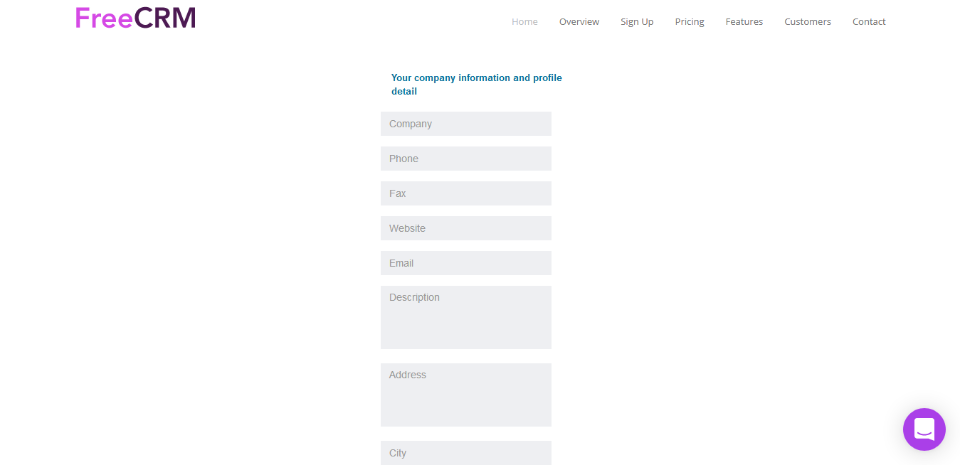 FreeCRM
Home Overview Sign Up Pricing Features Customers Contact
Your company information and profile
detail
Company
Phone
Fax
Website
Email
Description
Address
City